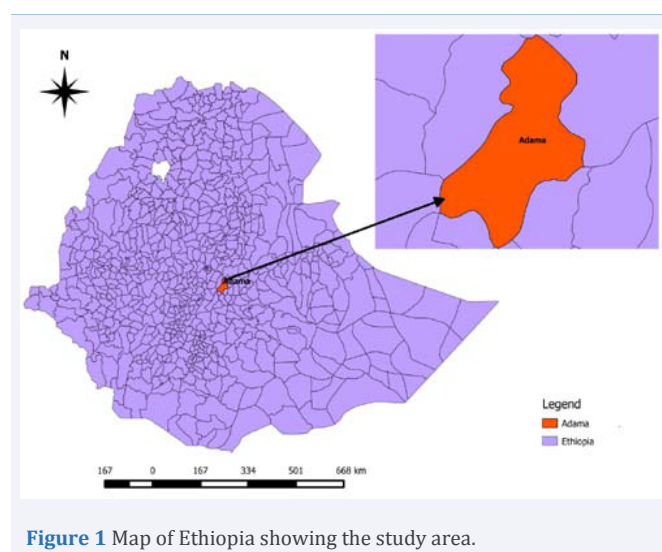 N
Adama
Adama
Legend
Adama
Ethiopia
167 0 167 334 501 668 km
Figure 1 Map of Ethiopia showing the study area.